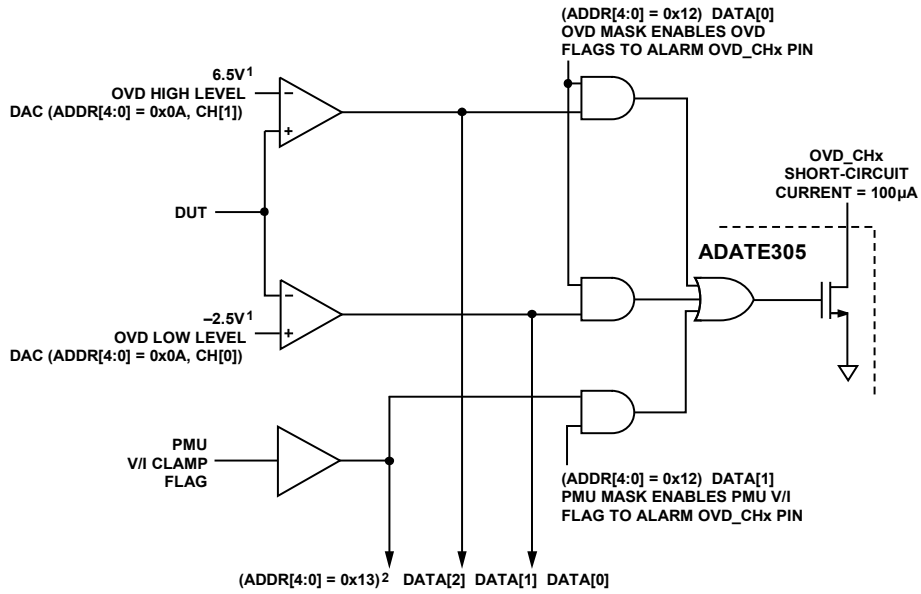 (ADDR[4:0] = 0x12) DATA[0]
OVD MASK ENABLES OVD
FLAGS TO ALARM OVD_CHx PIN
6.5V1
OVD HIGH LEVEL
DAC (ADDR[4:0] = 0x0A, CH[1])
–
+
OVD_CHx
SHORT-CIRCUIT
CURRENT = 100µA
DUT
ADATE305
–2.5V1
OVD LOW LEVEL
DAC (ADDR[4:0] = 0x0A, CH[0])
–
+
PMU
V/I CLAMP
FLAG
(ADDR[4:0] = 0x12) DATA[1]
PMU MASK ENABLES PMU V/I
FLAG TO ALARM OVD_CHx PIN
(ADDR[4:0] = 0x13)2 DATA[2] DATA[1] DATA[0]